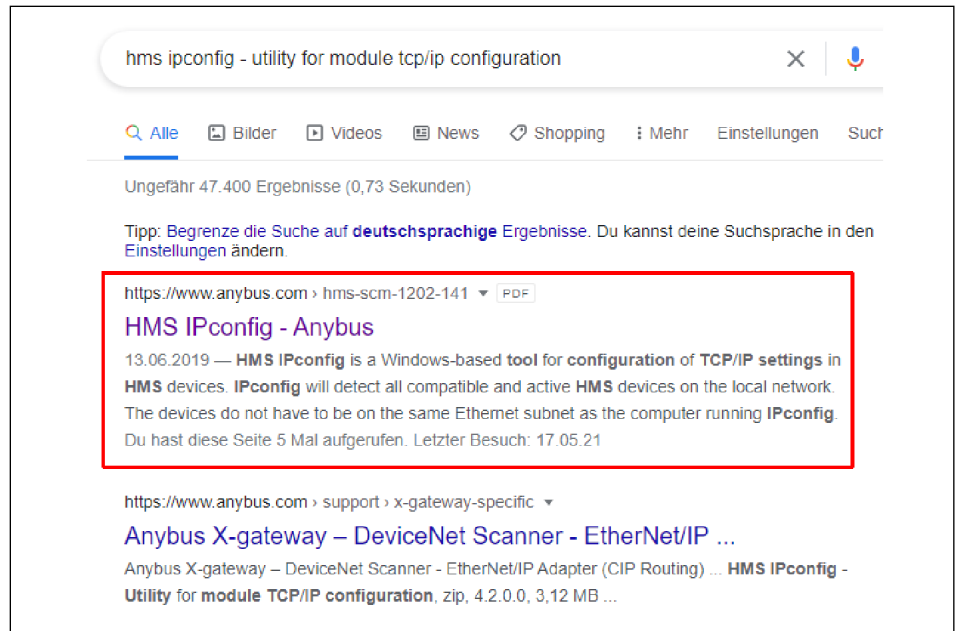 hms ipconfig - utility for module tcp/ip configuration
Alle Bilder Videos News Shopping Mehr Einstellungen Such
Ungefähr 47.400 Ergebnisse (0,73 Sekunden)
Tipp: Begrenze die Suche auf deutschsprachige Ergebnisse. Du kannst deine Suchsprache in den
Einstellungen ändern.
https://www.anybus.com › hms-scm-1202-141 PDF
HMS IPconfig - Anybus
13.06.2019 — HMS IPconfig is a Windows-based tool for configuration of TCP/IP settings in
HMS devices. IPconfig will detect all compatible and active HMS devices on the local network.
The devices do not have to be on the same Ethernet subnet as the computer running IPconfig.
Du hast diese Seite 5 Mal aufgerufen. Letzter Besuch: 17.05.21
https://www.anybus.com › support › x-gateway-specific
Anybus X-gateway – DeviceNet Scanner - EtherNet/IP ...
Anybus X-gateway – DeviceNet Scanner - EtherNet/IP Adapter (CIP Routing) ... HMS IPconfig -
Utility for module TCP/IP configuration, zip, 4.2.0.0, 3,12 MB ...